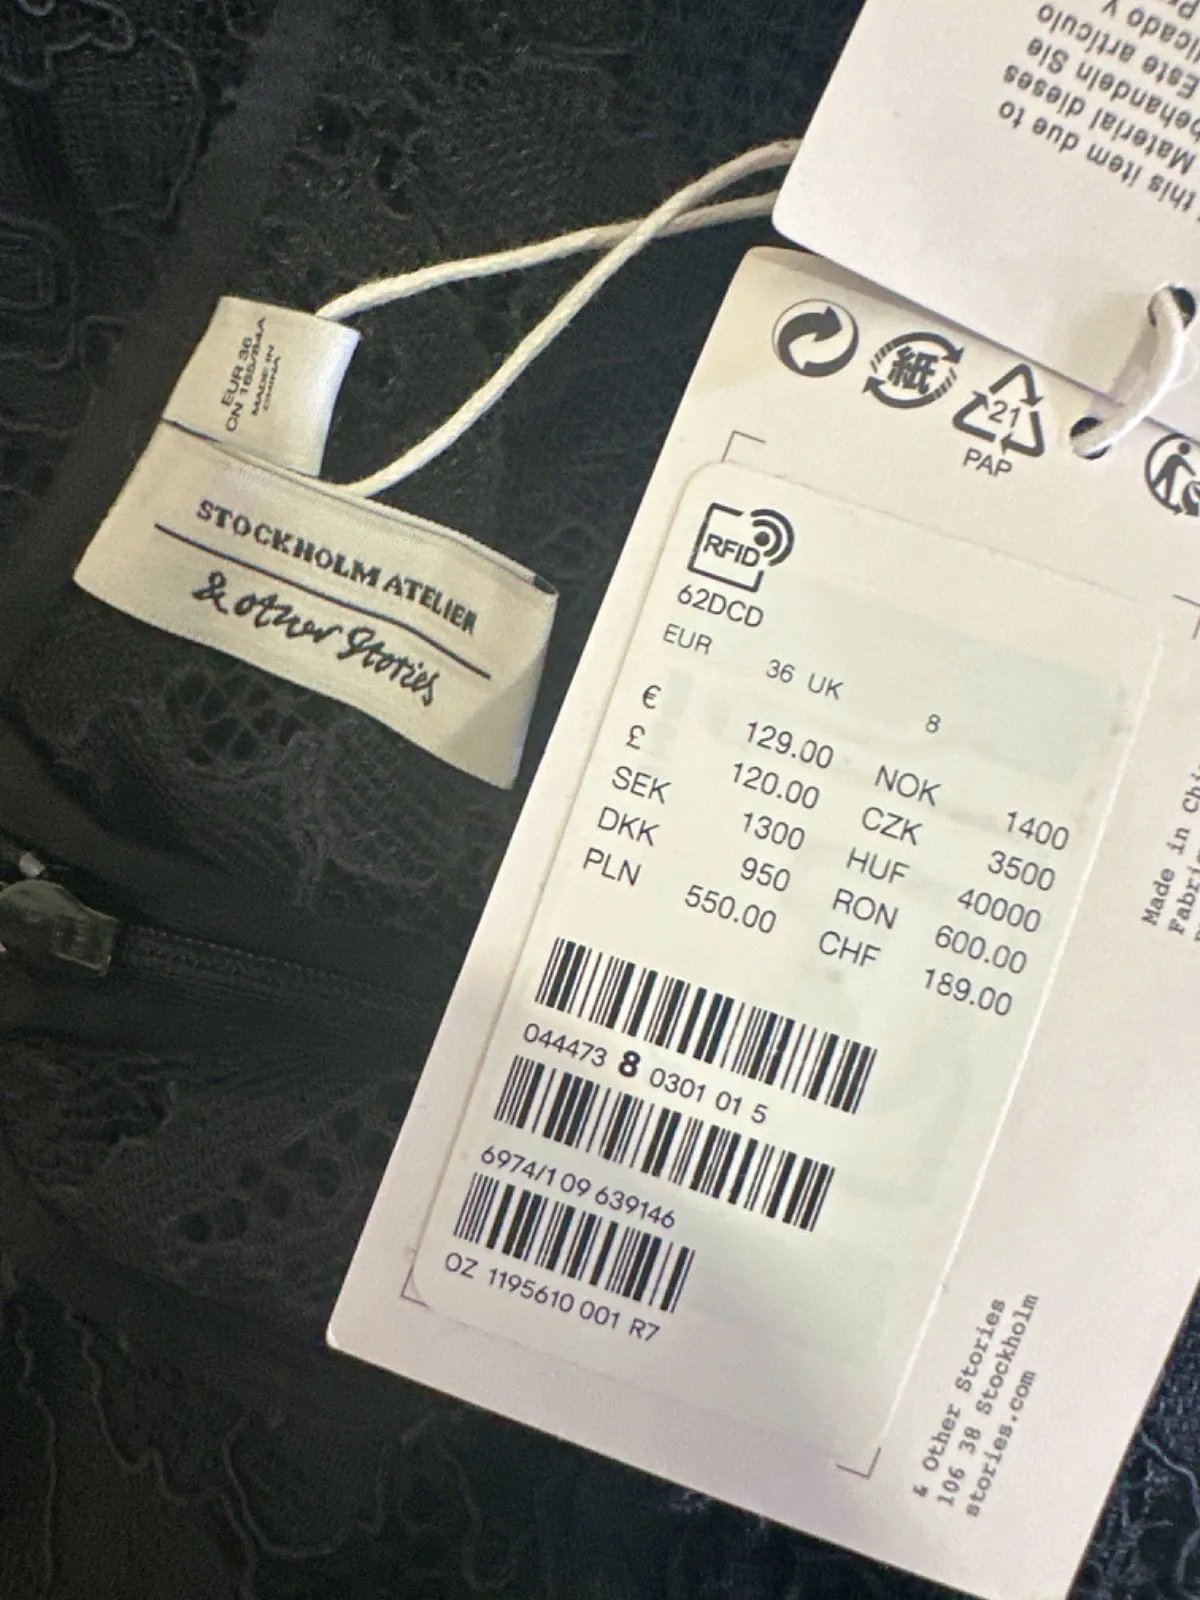 this item due to
Material dieses
behandeln Sie
Este artículo
EUR 36
CN 165/84A
MADE IN
CHINA
STOCKHOLM ATELIER
& other Stories
紙
21
PAP
RFID
62DCD
EUR 36 UK 8
€ 129.00 NOK 1400
£ 120.00 CZK 3500
SEK 1300 HUF 40000
DKK 950 RON 600.00
PLN 550.00 CHF 189.00
044473 8 0301 01 5
6974/1 09 639146
OZ 1195610 001 R7
Made in
& Other Stories
106 38 Stockholm
stories.com